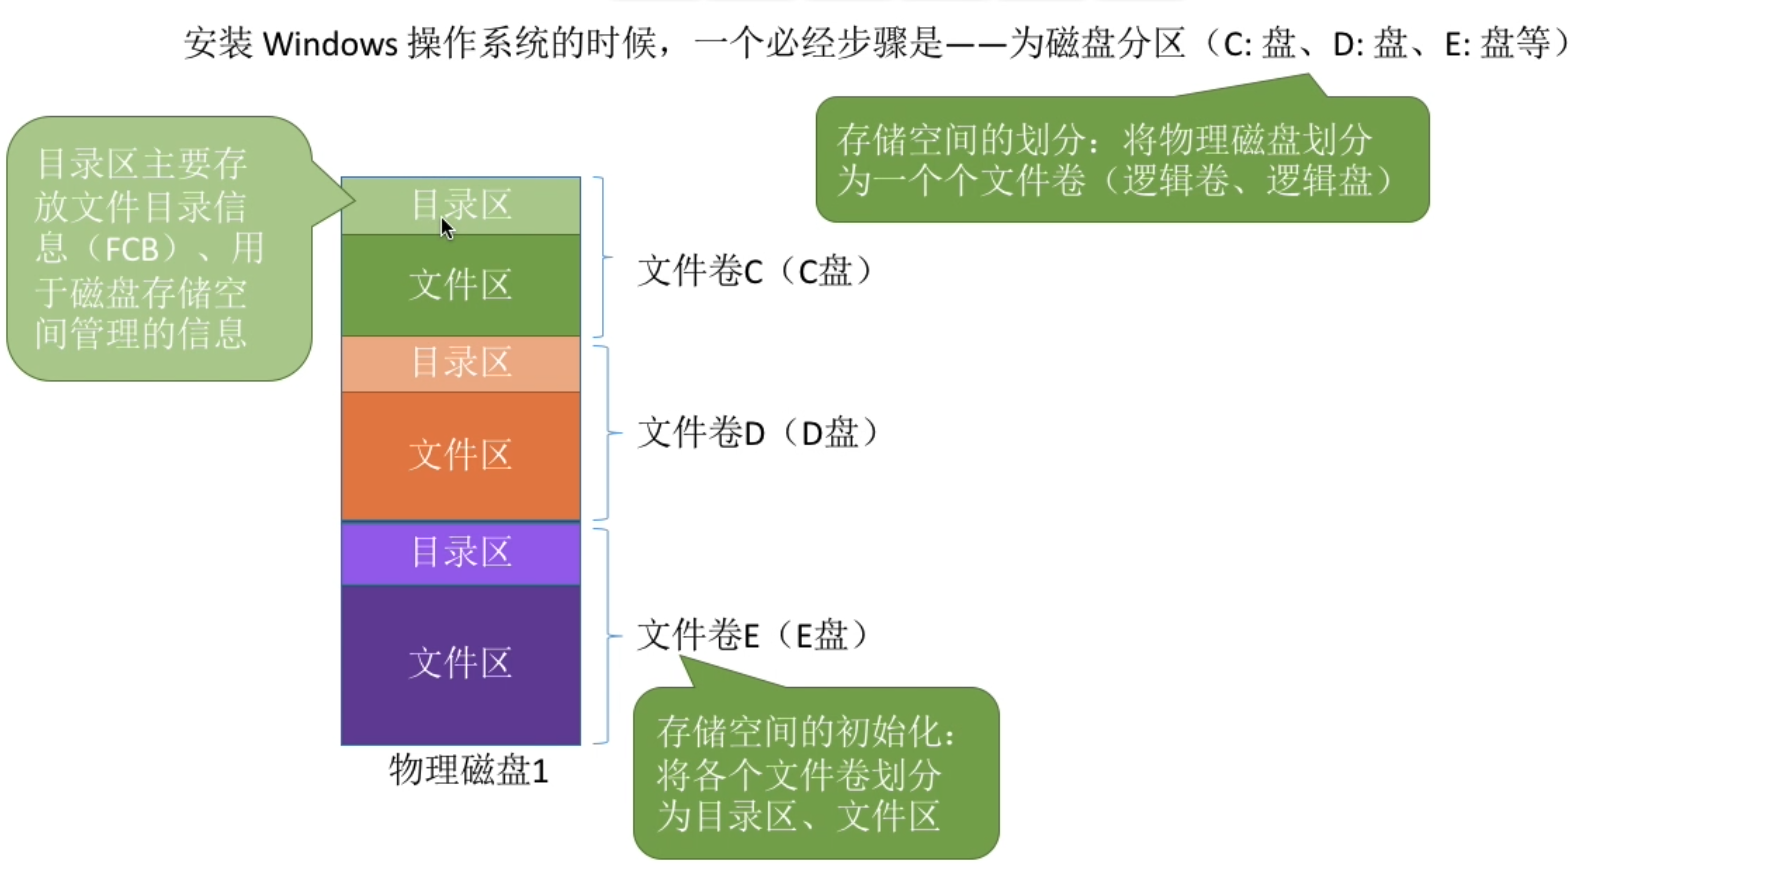 安装 Windows 操作系统的时候，一个必经步骤是——为磁盘分区（C: 盘、D: 盘、E: 盘等）
存储空间的划分：将物理磁盘划分
为一个个文件卷（逻辑卷、逻辑盘）
目录区主要存
放文件目录信
息（FCB）、用
于磁盘存储空
间管理的信息
目录区
文件区
文件卷C（C盘）
目录区
文件区
文件卷D（D盘）
目录区
文件区
文件卷E（E盘）
物理磁盘1
存储空间的初始化：
将各个文件卷划分
为目录区、文件区